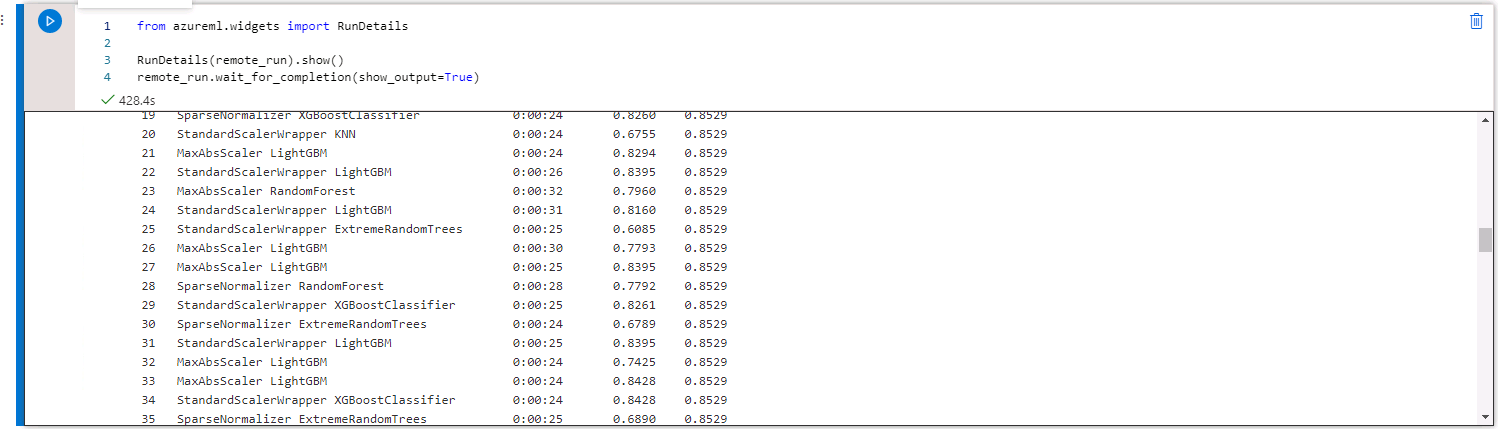 1 from azureml.widgets import RunDetails
2
3 RunDetails(remote_run).show()
4 remote_run.wait_for_completion(show_output=True)
428.4s
19 SparseNormalizer XGBoostClassifier 0:00:24 0.8260 0.8529
20 StandardScalerWrapper KNN 0:00:24 0.6755 0.8529
21 MaxAbsScaler LightGBM 0:00:24 0.8294 0.8529
22 StandardScalerWrapper LightGBM 0:00:26 0.8395 0.8529
23 MaxAbsScaler RandomForest 0:00:32 0.7960 0.8529
24 StandardScalerWrapper LightGBM 0:00:31 0.8160 0.8529
25 StandardScalerWrapper ExtremeRandomTrees 0:00:25 0.6085 0.8529
26 MaxAbsScaler LightGBM 0:00:30 0.7793 0.8529
27 MaxAbsScaler LightGBM 0:00:25 0.8395 0.8529
28 SparseNormalizer RandomForest 0:00:28 0.7792 0.8529
29 StandardScalerWrapper XGBoostClassifier 0:00:25 0.8261 0.8529
30 SparseNormalizer ExtremeRandomTrees 0:00:24 0.6789 0.8529
31 StandardScalerWrapper LightGBM 0:00:25 0.8395 0.8529
32 MaxAbsScaler LightGBM 0:00:24 0.7425 0.8529
33 MaxAbsScaler LightGBM 0:00:24 0.8428 0.8529
34 StandardScalerWrapper XGBoostClassifier 0:00:24 0.8428 0.8529
35 SparseNormalizer ExtremeRandomTrees 0:00:25 0.6890 0.8529